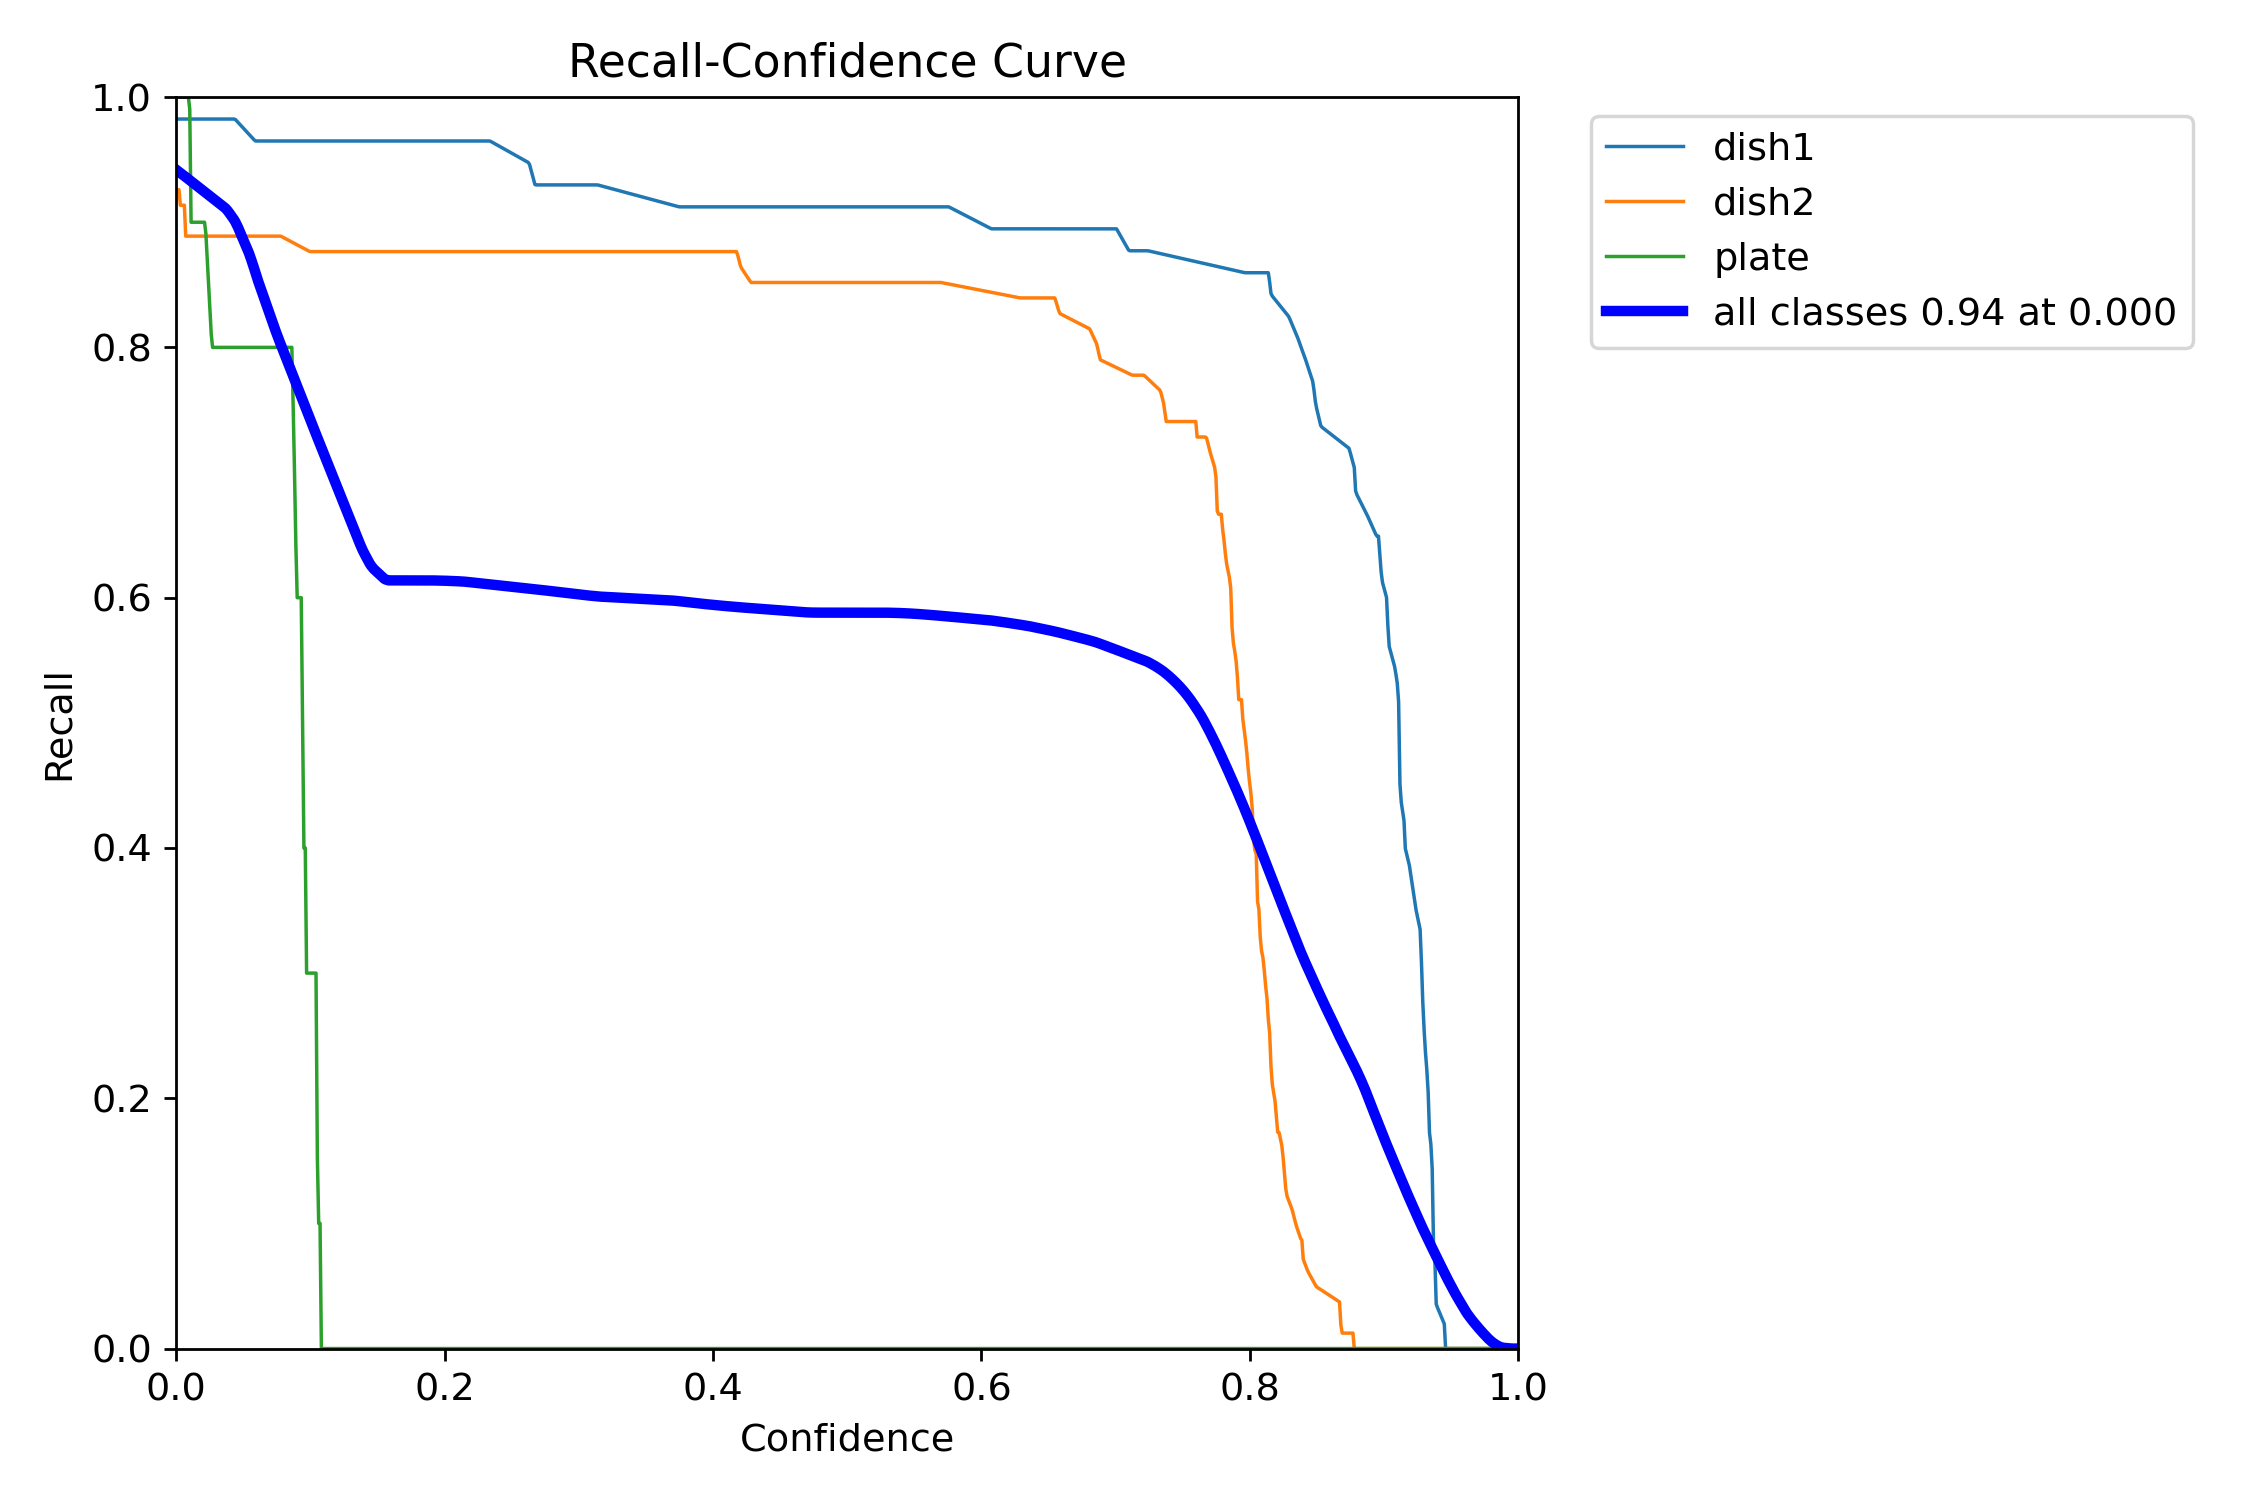 Recall-Confidence Curve
1.0
0.8
0.6
0.4
0.2
0.0
Recall
0.0 0.2 0.4 0.6 0.8 1.0
Confidence
dish1
dish2
plate
all classes 0.94 at 0.000